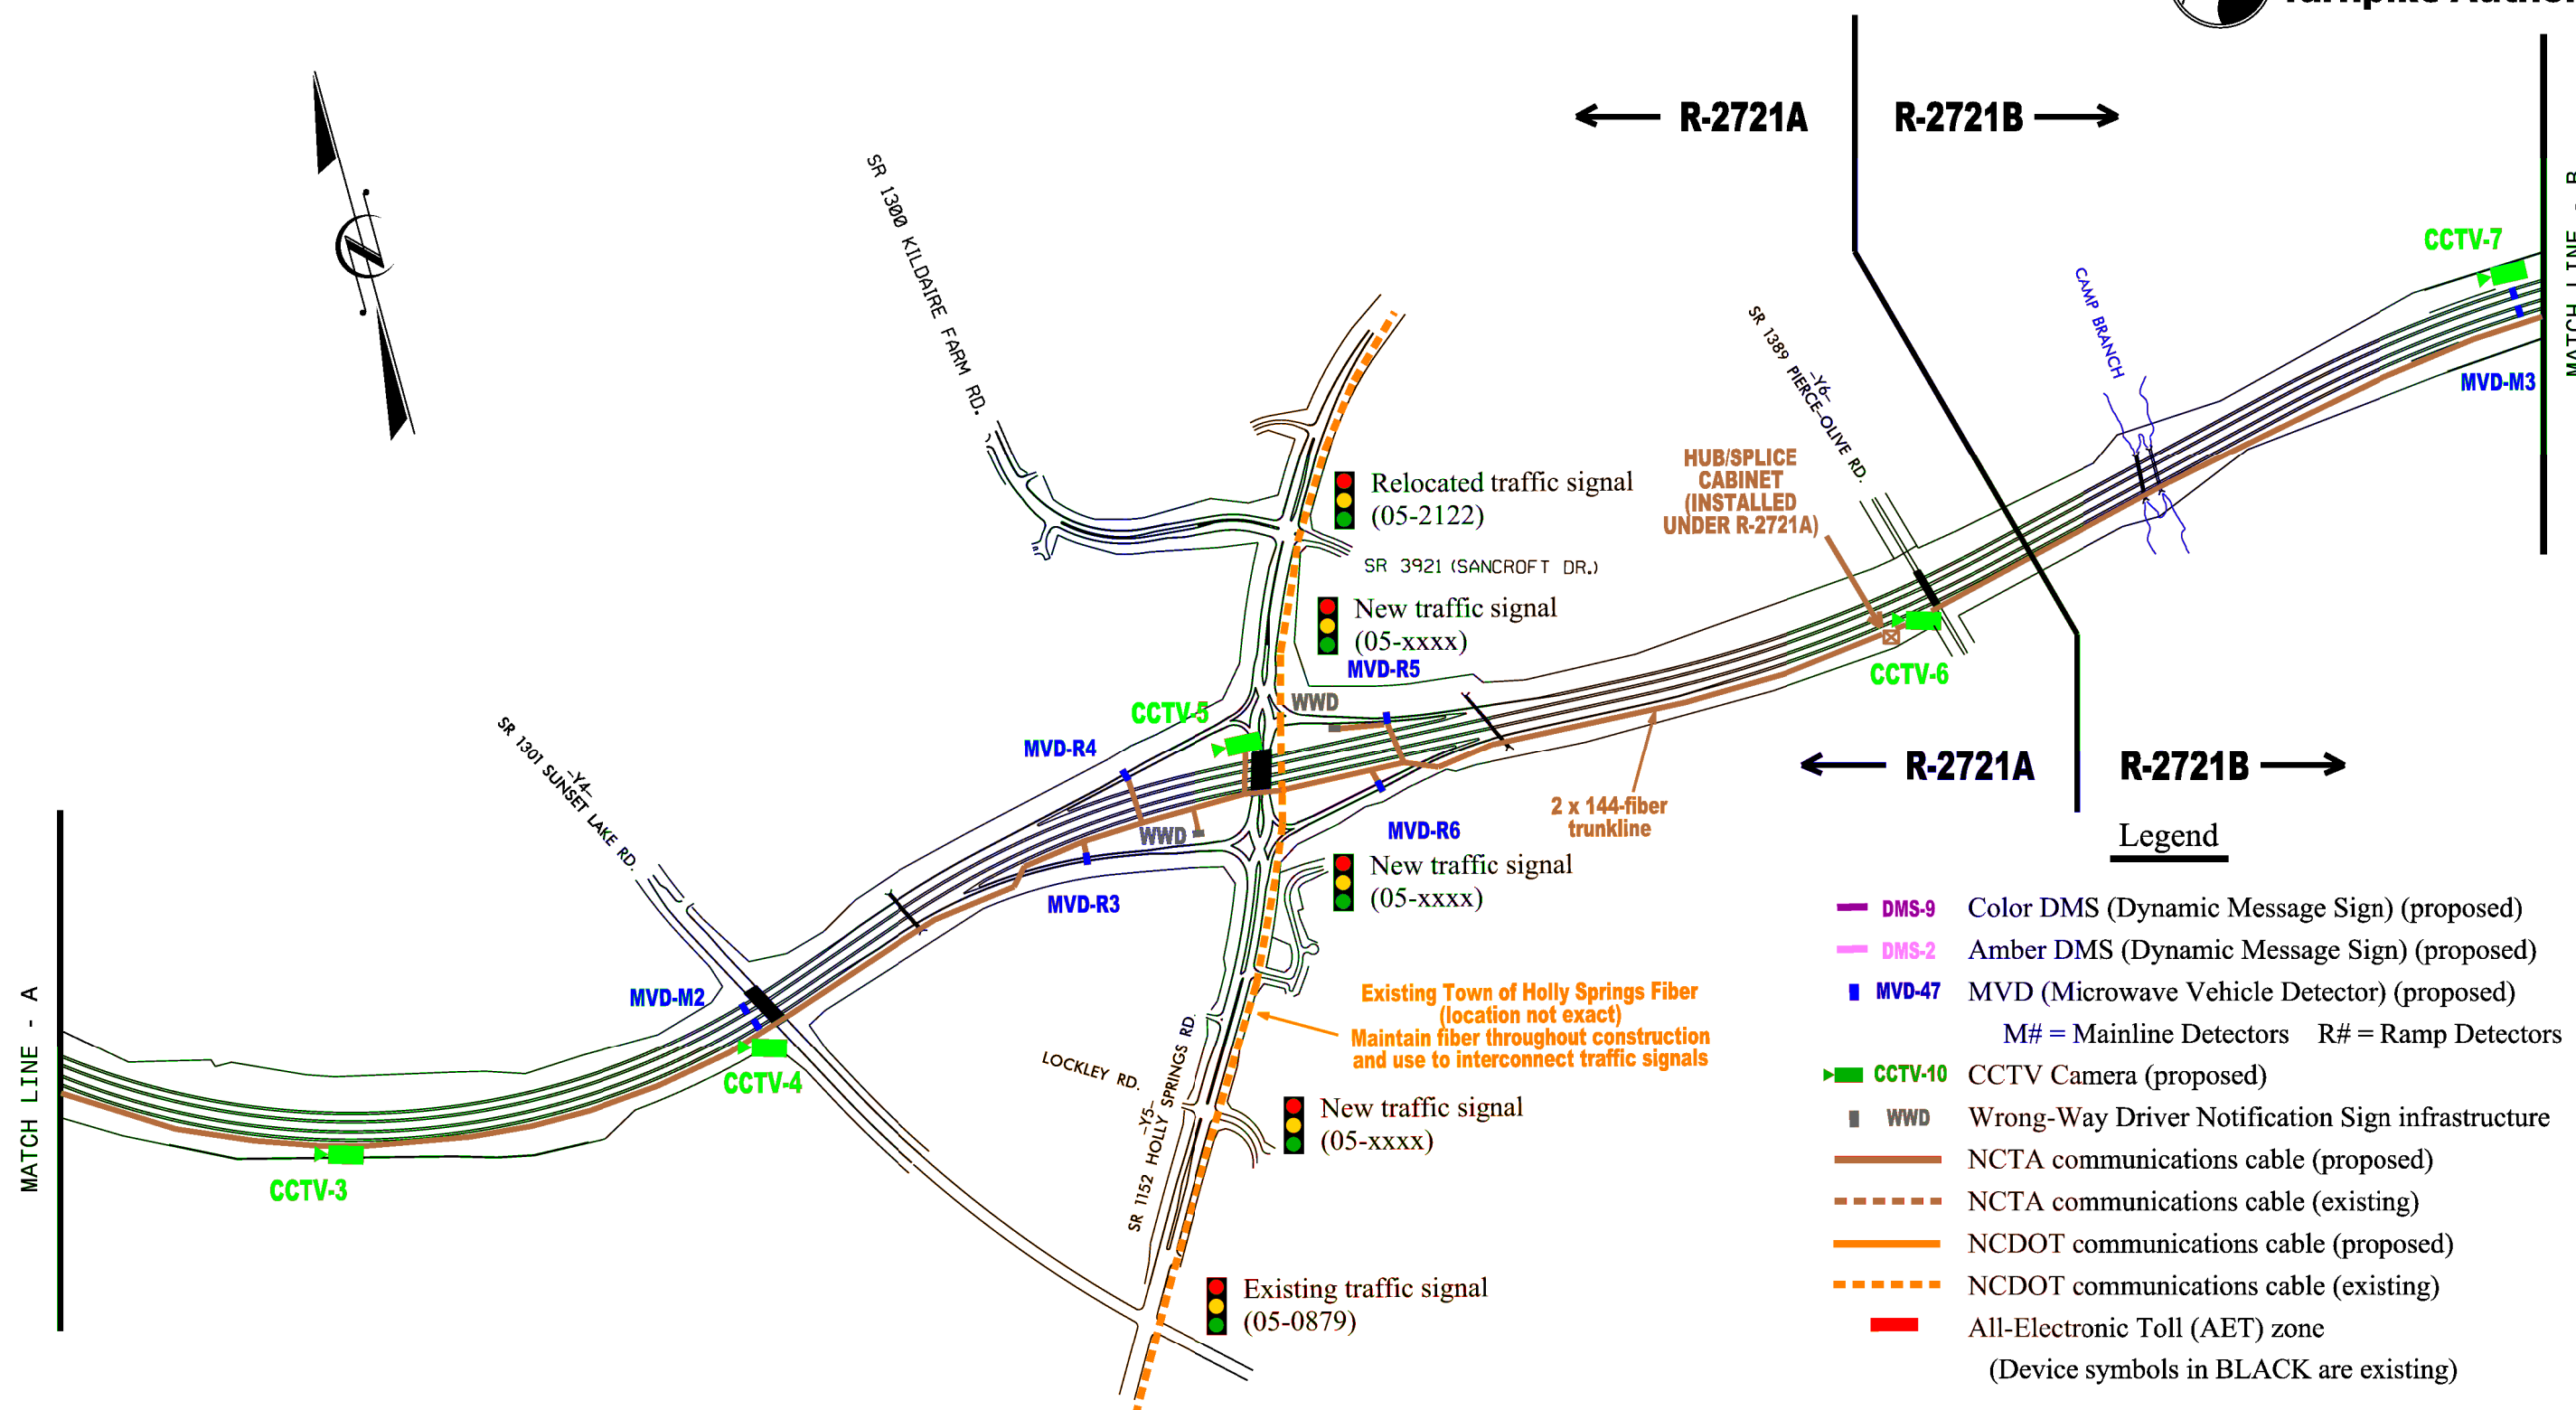 R-2721A
R-2721B
SR 1300 KILDAIRE FARM RD.
CCTV-7
CAMP BRANCH
MVD-M3
SR 1389 PIERCE-OLIVE RD.
-Y6-
HUB/SPLICE
CABINET
(INSTALLED
UNDER R-2721A)
Relocated traffic signal
(05-2122)
SR 3921 (SANCROFT DR.)
New traffic signal
(05-xxxx)
MVD-R5
WWD
CCTV-5
MVD-R4
CCTV-6
R-2721A
R-2721B
SR 1301 SUNSET LAKE RD.
-Y4-
WWD
MVD-R6
2 x 144-fiber
trunkline
MVD-R3
New traffic signal
(05-xxxx)
MVD-M2
CCTV-4
MATCH LINE - A
CCTV-3
Existing Town of Holly Springs Fiber
(location not exact)
Maintain fiber throughout construction
and use to interconnect traffic signals
LOCKLEY RD.
-Y5-
SR 1152 HOLLY SPRINGS RD.
New traffic signal
(05-xxxx)
Existing traffic signal
(05-0879)
Legend
DMS-9 Color DMS (Dynamic Message Sign) (proposed)
DMS-2 Amber DMS (Dynamic Message Sign) (proposed)
MVD-47 MVD (Microwave Vehicle Detector) (proposed)
M# = Mainline Detectors R# = Ramp Detectors
CCTV-10 CCTV Camera (proposed)
WWD Wrong-Way Driver Notification Sign infrastructure
NCTA communications cable (proposed)
NCTA communications cable (existing)
NCDOT communications cable (proposed)
NCDOT communications cable (existing)
All-Electronic Toll (AET) zone
(Device symbols in BLACK are existing)